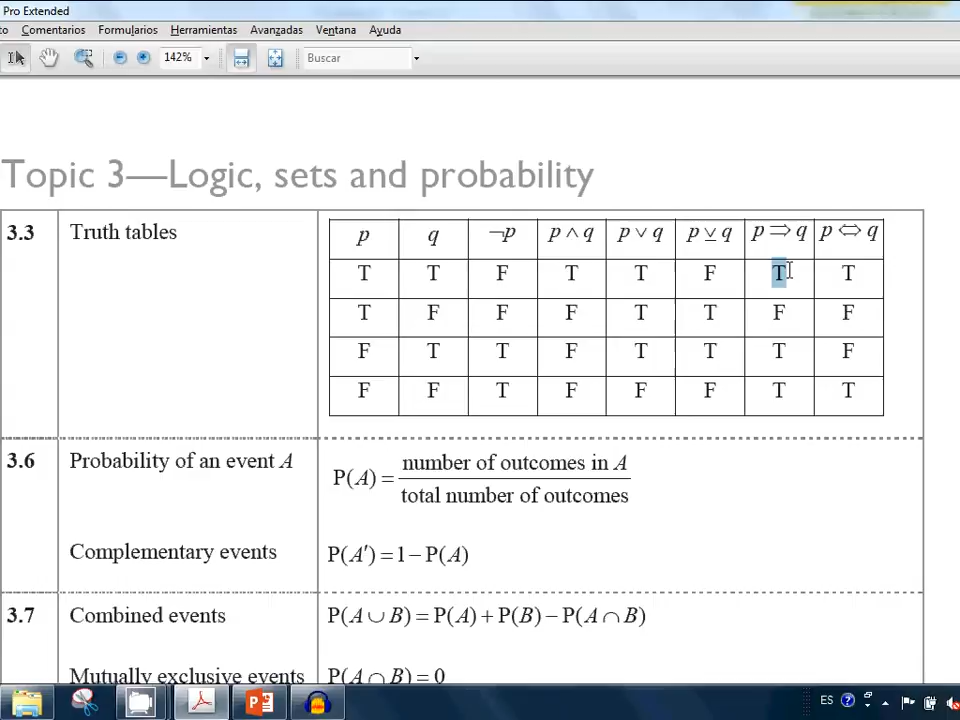 Pro Extended
to Comentarios Formularios Herramientas Avanzadas Ventana Ayuda
142% Buscar
Topic 3—Logic, sets and probability
3.3 Truth tables
p q ¬p p ∧ q p ∨ q p ⊻ q p ⇒ q p ⇔ q
T T F T T F T T
T F F F T T F F
F T T F T T T F
F F T F F F T T
3.6 Probability of an event A P(A) = number of outcomes in A / total number of outcomes
Complementary events P(A′) = 1 − P(A)
3.7 Combined events P(A ∪ B) = P(A) + P(B) − P(A ∩ B)
Mutually exclusive events P(A ∩ B) = 0
ES